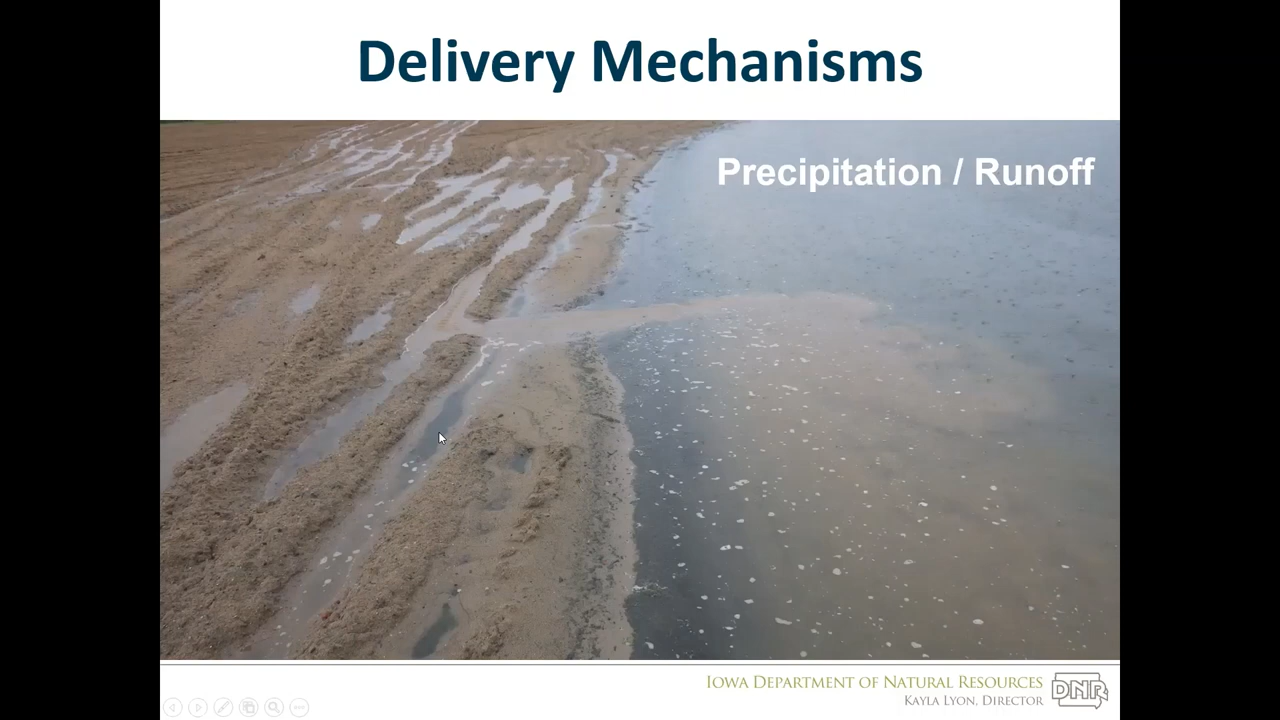 Delivery Mechanisms
Precipitation / Runoff
IOWA DEPARTMENT OF NATURAL RESOURCES
KAYLA LYON, DIRECTOR
DNR